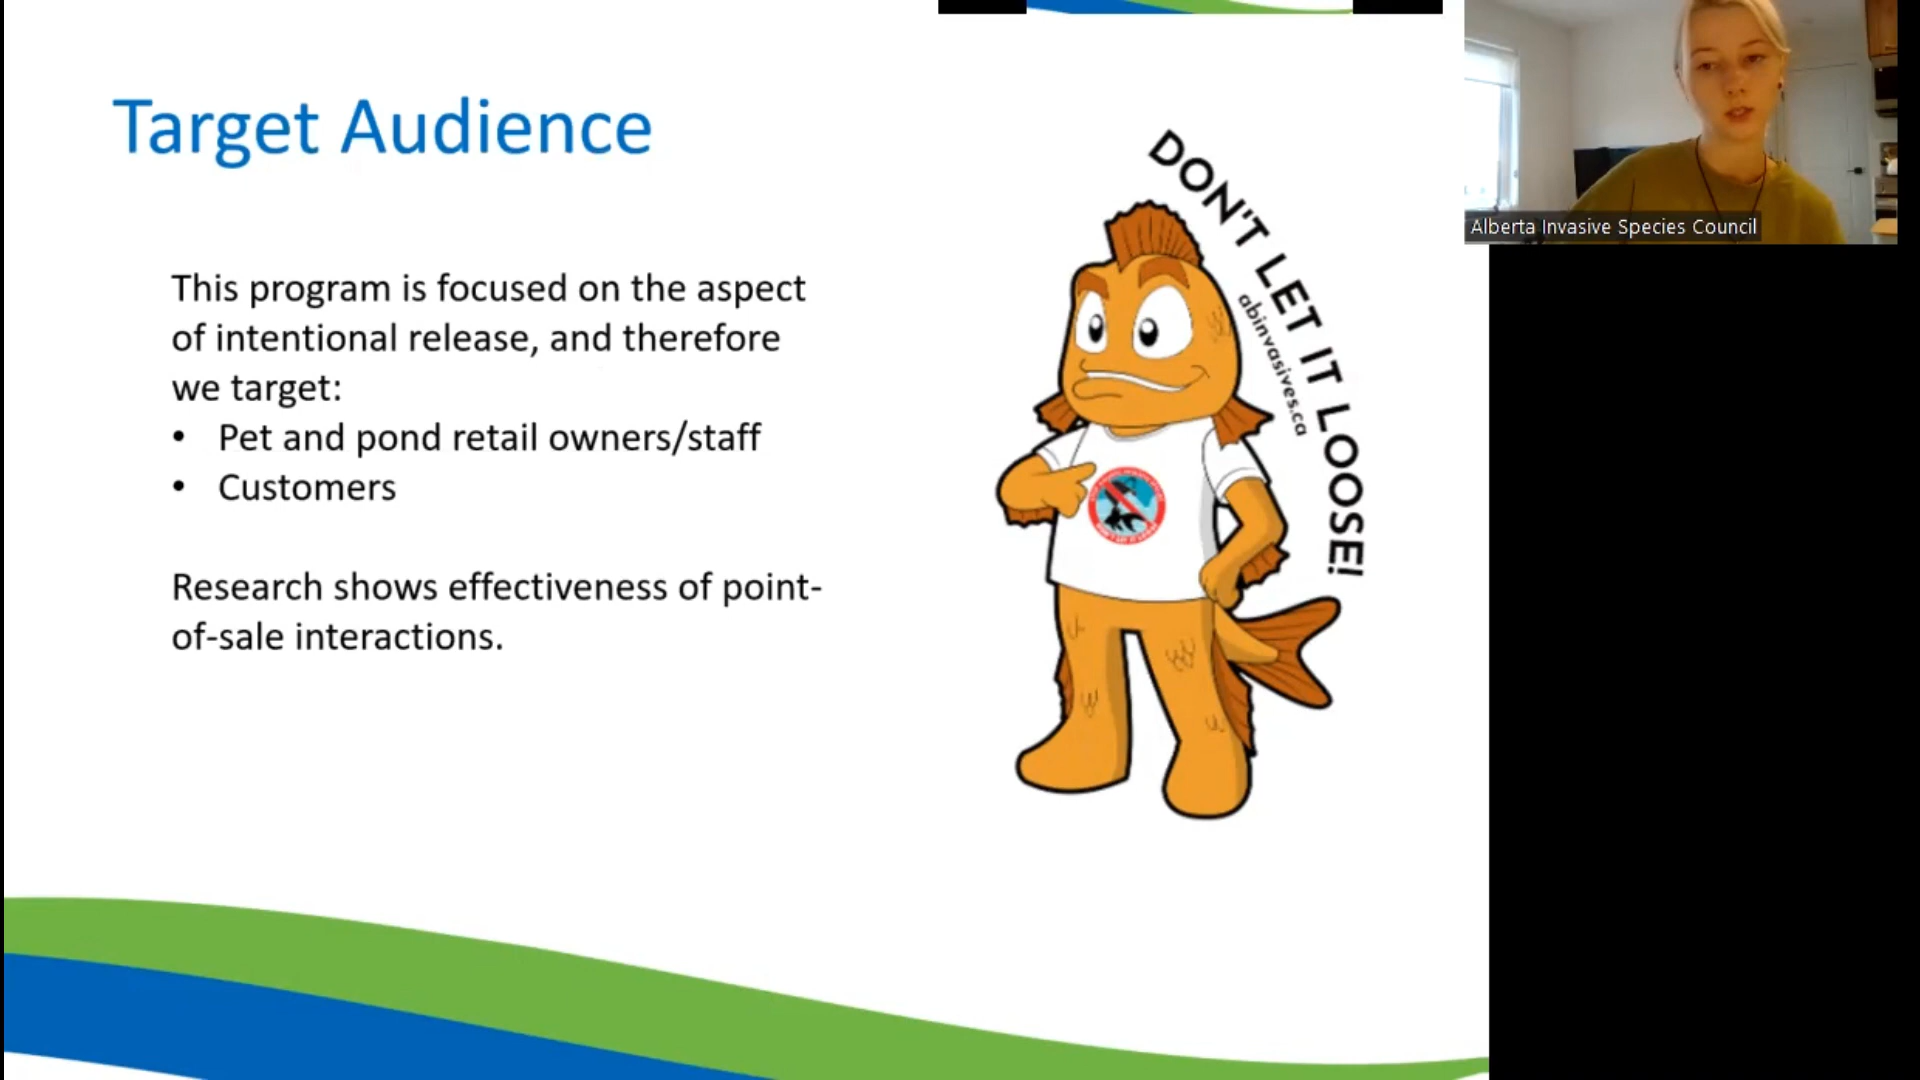 Target Audience
This program is focused on the aspect
of intentional release, and therefore
we target:
• Pet and pond retail owners/staff
• Customers
Research shows effectiveness of point-
of-sale interactions.
DON'T LET IT LOOSE!
abinvasives.ca
Alberta Invasive Species Council